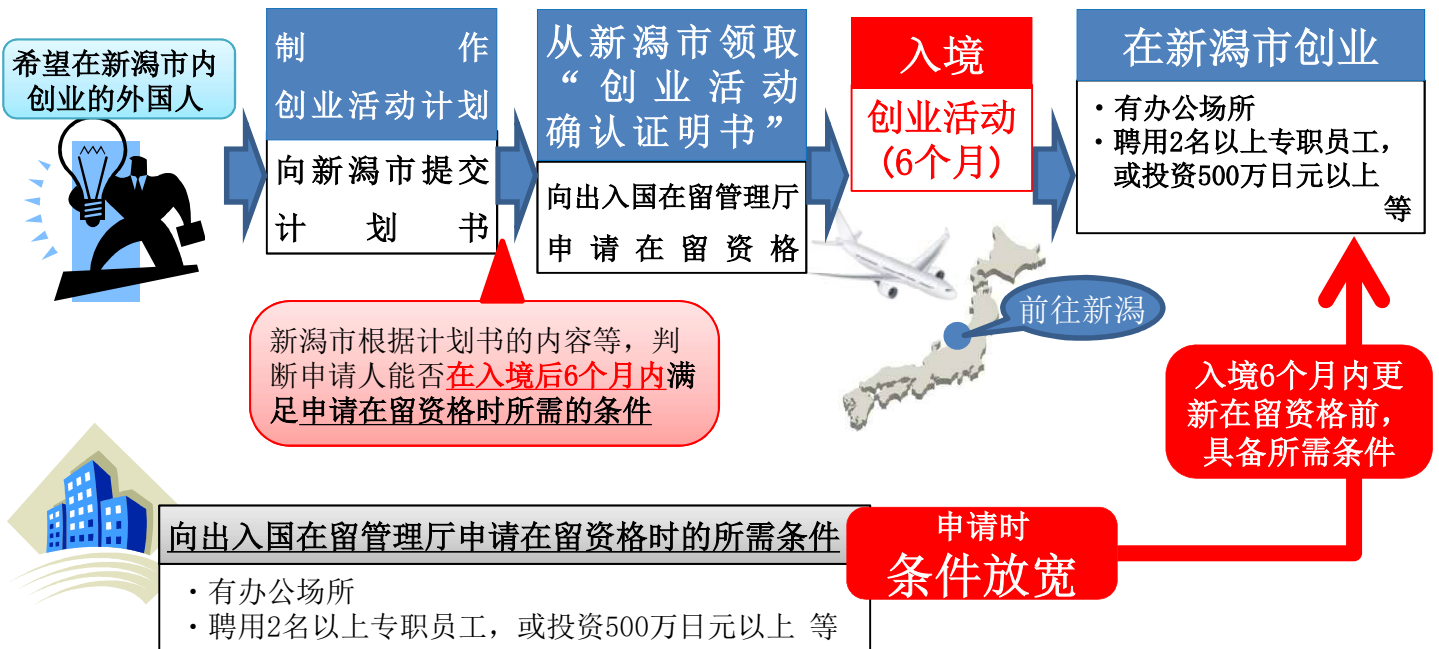 希望在新潟市内
创业的外国人
制作
创业活动计划
向新潟市提交
计划书
从新潟市领取
“创业活动
确认证明书”
向出入国在留管理厅
申请在留资格
入境
创业活动
(6个月)
在新潟市创业
・有办公场所
・聘用2名以上专职员工，
或投资500万日元以上
等
新潟市根据计划书的内容等，判
断申请人能否在入境后6个月内满
足申请在留资格时所需的条件
前往新潟
入境6个月内更
新在留资格前，
具备所需条件
向出入国在留管理厅申请在留资格时的所需条件
・有办公场所
・聘用2名以上专职员工，或投资500万日元以上 等
申请时
条件放宽